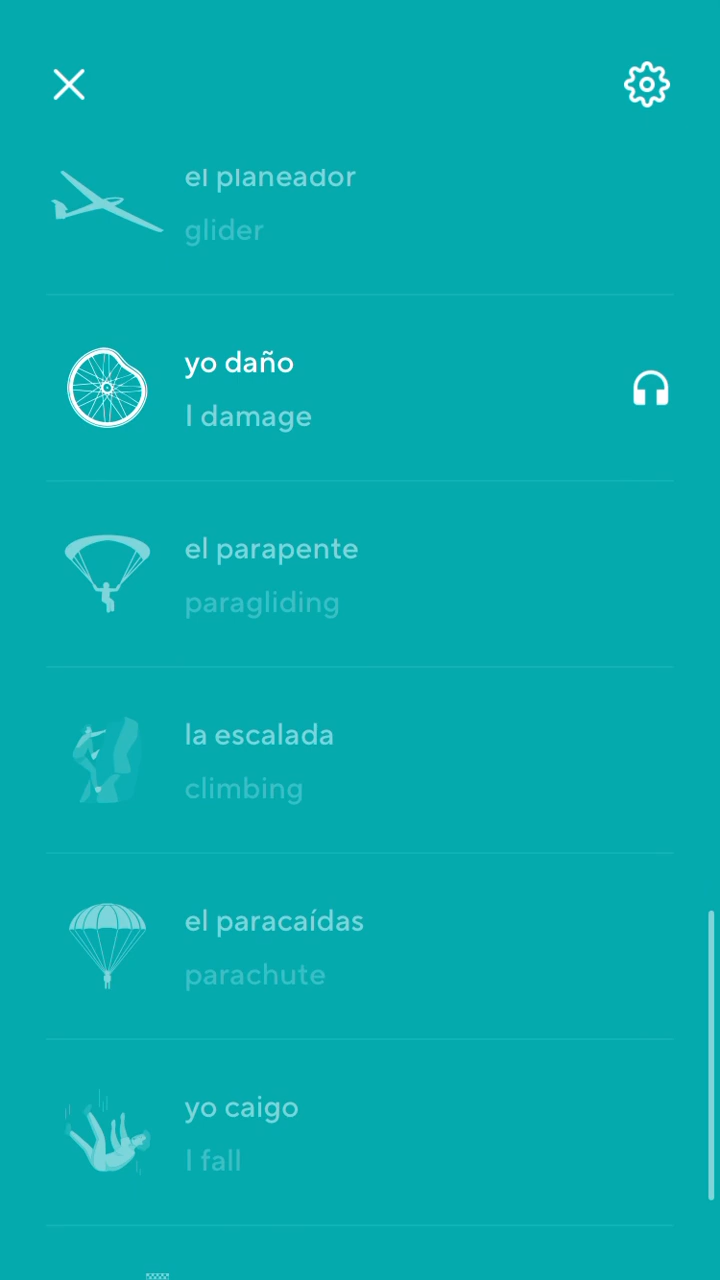 el planeador
glider
yo daño
I damage
el parapente
paragliding
la escalada
climbing
el paracaídas
parachute
yo caigo
I fall